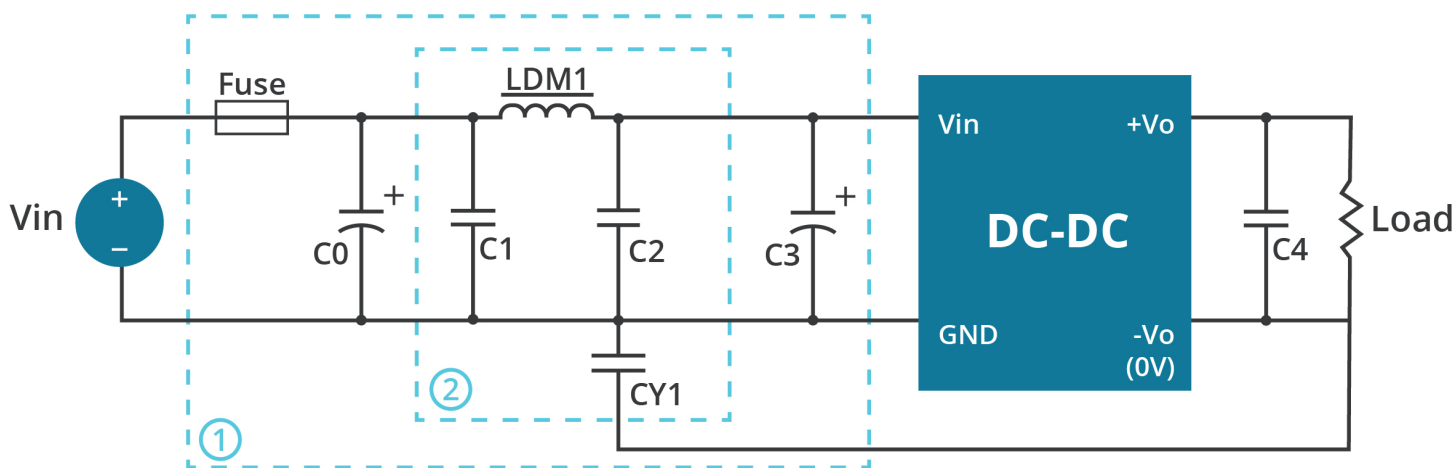 Fuse
LDM1
Vin
+
−
C0
+
C1
C2
C3
+
CY1
1
2
Vin
+Vo
DC-DC
GND
-Vo
(0V)
C4
Load